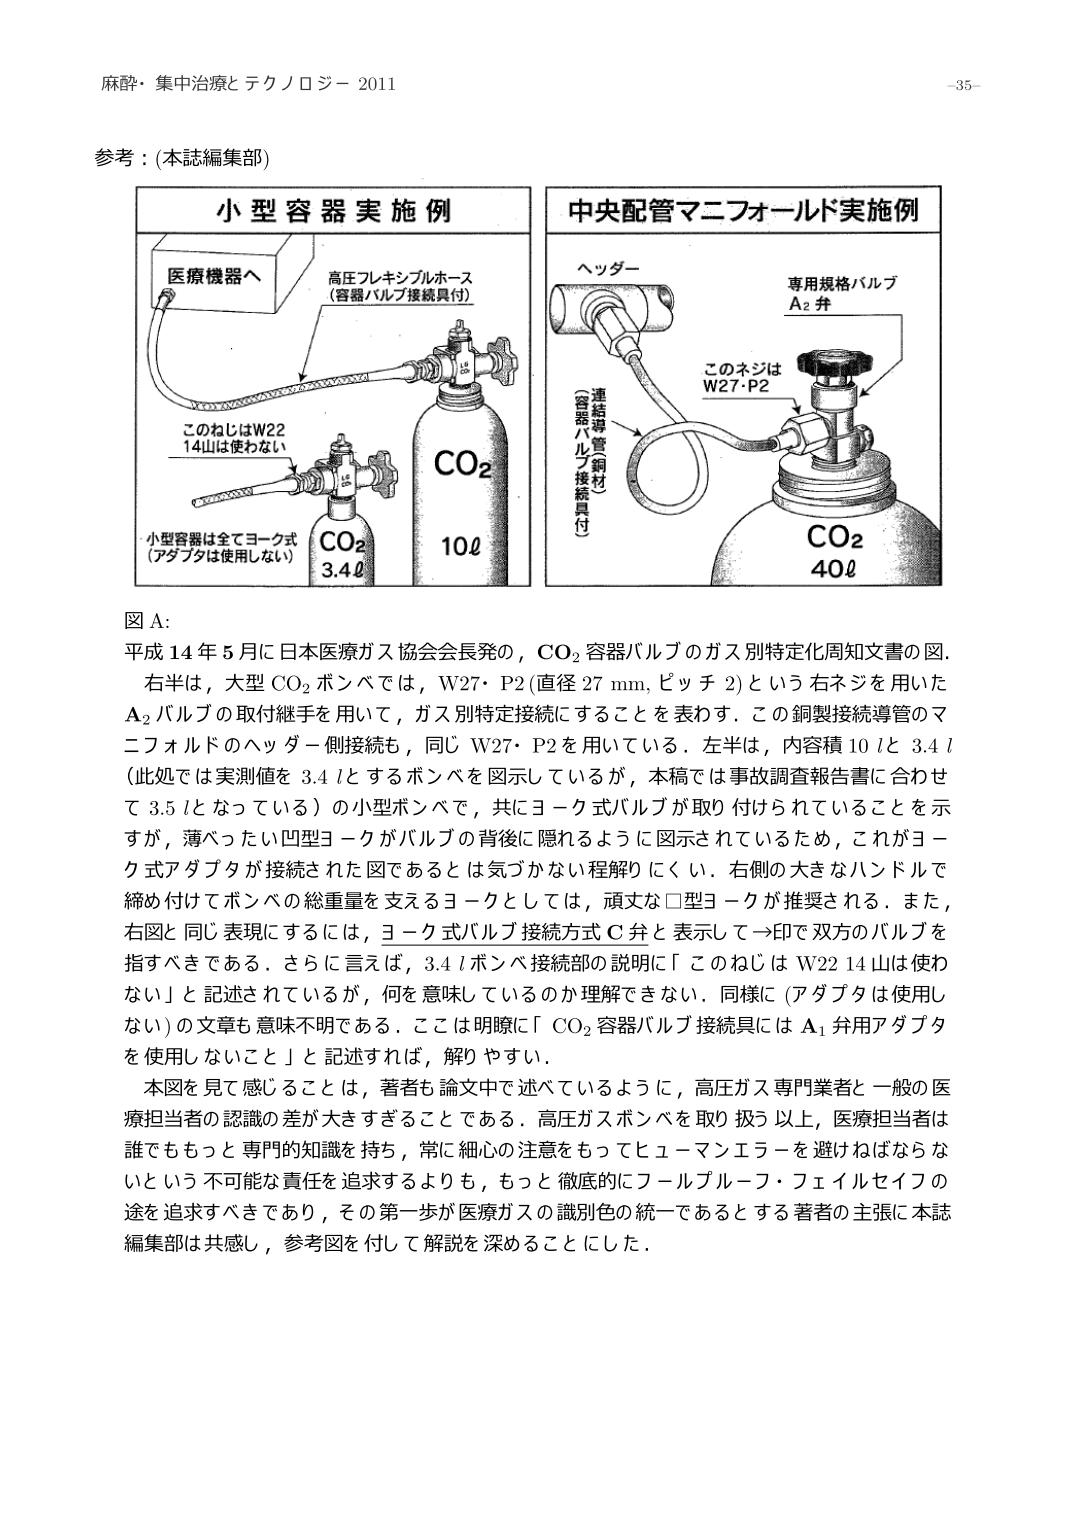 麻酔・集中治療とテクノロジー 2011
–35–
参考：(本誌編集部)
小型容器実施例
医療機器へ
高圧フレキシブルホース
(容器バルブ接続具付)
このねじはW22
14山は使わない
小型容器は全てヨーク式
(アダプタは使用しない)
LG
CO₂
LG
CO₂
CO₂
10ℓ
CO₂
3.4ℓ
中央配管マニフォールド実施例
ヘッダー
専用規格バルブ
A₂弁
このネジは
W27・P2
連結導管(銅材)
(容器バルブ接続具付)
CO₂
40ℓ
図 A:
平成 14 年 5 月に日本医療ガス協会会長発の，CO₂ 容器バルブのガス別特定化周知文書の図．
右半は，大型 CO₂ ボンベでは，W27・P2(直径 27 mm, ピッチ 2)という右ネジを用いた
A₂ バルブの取付継手を用いて，ガス別特定接続にすることを表わす．この銅製接続導管のマ
ニフォルドのヘッダー側接続も，同じ W27・P2 を用いている．左半は，内容積 10 lと 3.4 l
（此処では実測値を 3.4 lとするボンベを図示しているが，本稿では事故調査報告書に合わせ
て 3.5 lとなっている）の小型ボンベで，共にヨーク式バルブが取り付けられていることを示
すが，薄べったい凹型ヨークがバルブの背後に隠れるように図示されているため，これがヨー
ク式アダプタが接続された図であるとは気づかない程解りにくい．右側の大きなハンドルで
締め付けてボンベの総重量を支えるヨークとしては，頑丈な□型ヨークが推奨される．また，
右図と同じ表現にするには，ヨーク式バルブ接続方式 C 弁と表示して→印で双方のバルブを
指すべきである．さらに言えば，3.4 l ボンベ接続部の説明に「このねじは W22 14 山は使わ
ない」と記述されているが，何を意味しているのか理解できない．同様に (アダプタは使用し
ない) の文章も意味不明である．ここは明瞭に「CO₂ 容器バルブ接続具には A₁ 弁用アダプタ
を使用しないこと」と記述すれば，解りやすい．
本図を見て感じることは，著者も論文中で述べているように，高圧ガス専門業者と一般の医
療担当者の認識の差が大きすぎることである．高圧ガスボンベを取り扱う以上，医療担当者は
誰でももっと専門的知識を持ち，常に細心の注意をもってヒューマンエラーを避けねばならな
いという不可能な責任を追求するよりも，もっと徹底的にフールプルーフ・フェイルセイフの
途を追求すべきであり，その第一歩が医療ガスの識別色の統一であるとする著者の主張に本誌
編集部は共感し，参考図を付して解説を深めることにした．